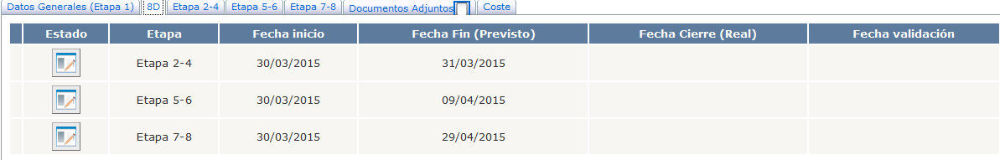 Datos Generales (Etapa 1) 8D Etapa 2-4 Etapa 5-6 Etapa 7-8 Documentos Adjuntos Coste
Estado Etapa Fecha inicio Fecha Fin (Previsto) Fecha Cierre (Real) Fecha validación
Etapa 2-4 30/03/2015 31/03/2015
Etapa 5-6 30/03/2015 09/04/2015
Etapa 7-8 30/03/2015 29/04/2015